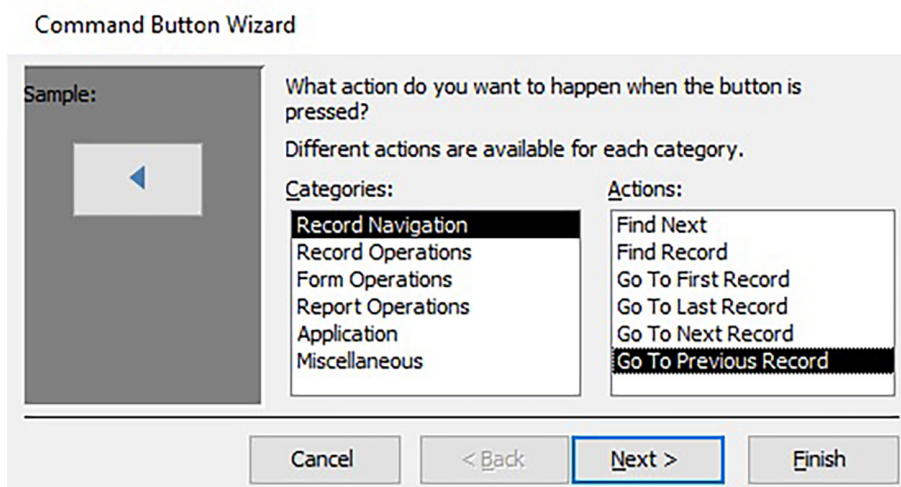 Command Button Wizard
Sample:
What action do you want to happen when the button is
pressed?
Different actions are available for each category.
Categories:
Record Navigation
Record Operations
Form Operations
Report Operations
Application
Miscellaneous
Actions:
Find Next
Find Record
Go To First Record
Go To Last Record
Go To Next Record
Go To Previous Record
Cancel
< Back
Next >
Finish